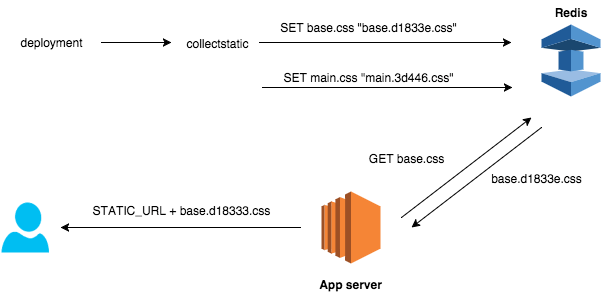 Redis
deployment
collectstatic
SET base.css "base.d1833e.css"
SET main.css "main.3d446.css"
GET base.css
base.d1833e.css
STATIC_URL + base.d18333.css
App server